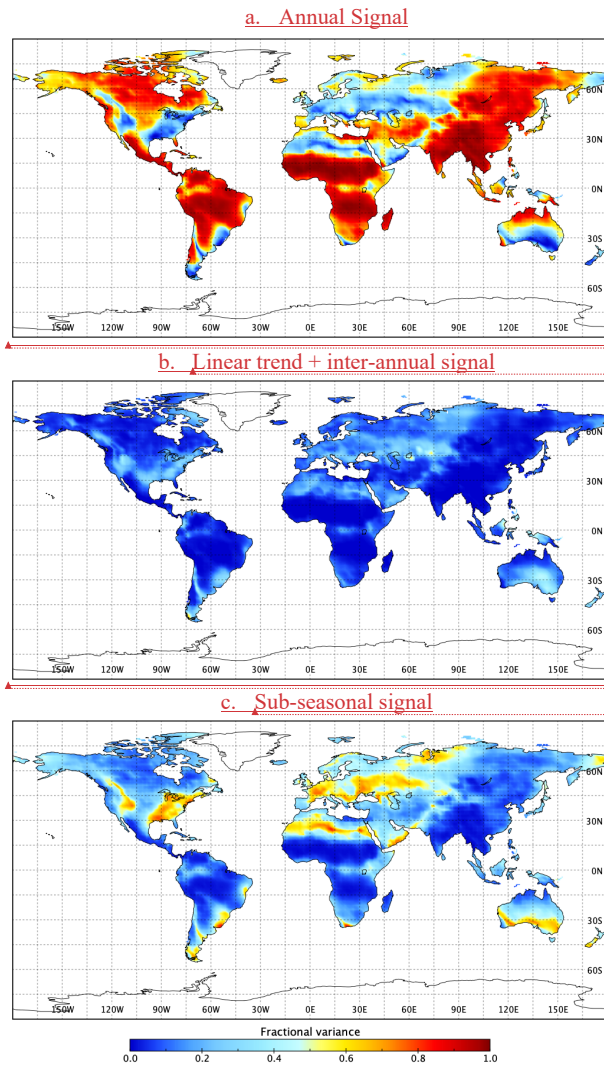 a. Annual Signal
60N
30N
0N
30S
60S
150W 120W 90W 60W 30W 0E 30E 60E 90E 120E 150E
b. Linear trend + inter-annual signal
60N
30N
0N
30S
60S
150W 120W 90W 60W 30W 0E 30E 60E 90E 120E 150E
c. Sub-seasonal signal
60N
30N
0N
30S
60S
150W 120W 90W 60W 30W 0E 30E 60E 90E 120E 150E
Fractional variance
0.0 0.2 0.4 0.6 0.8 1.0